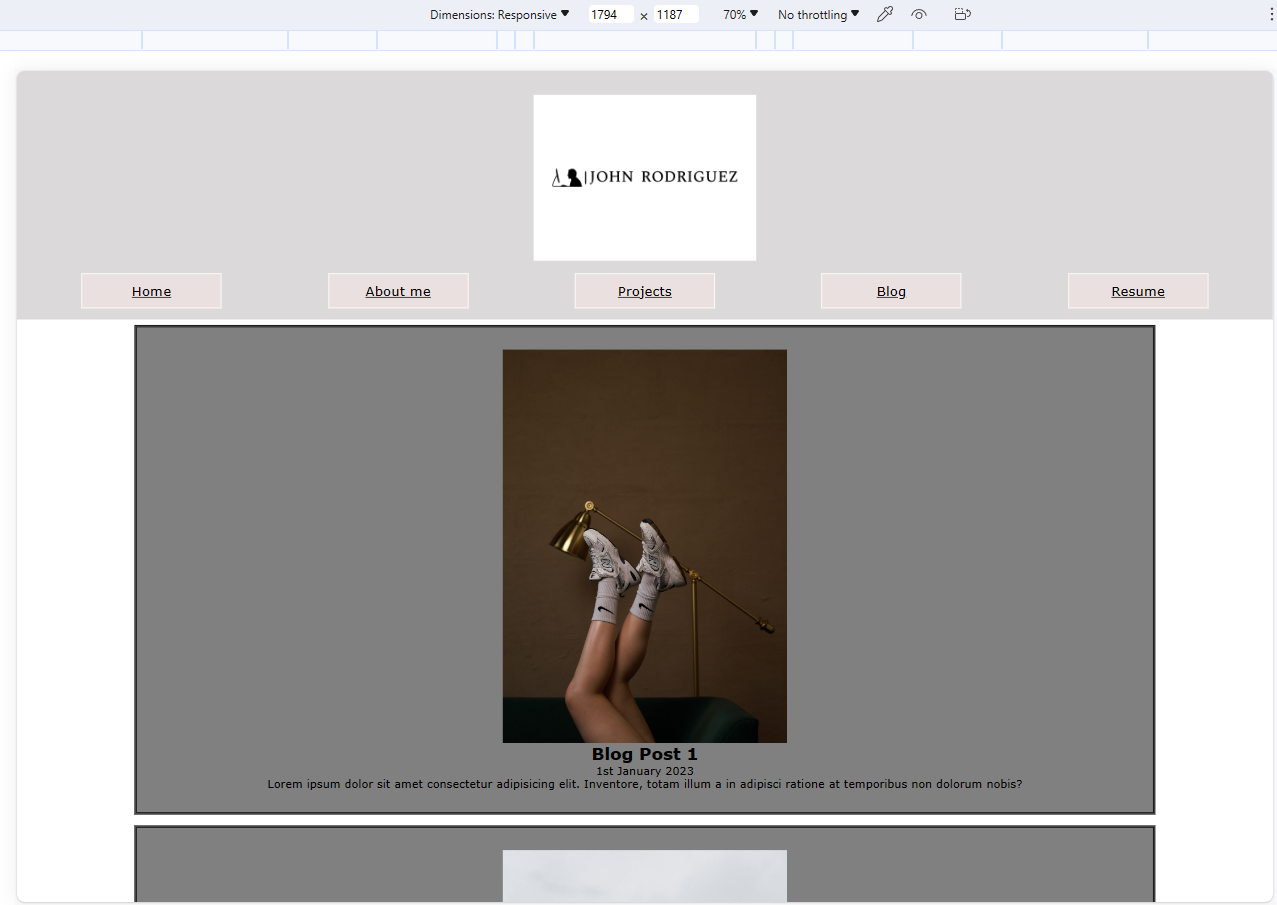 Dimensions: Responsive 1794 × 1187 70% No throttling
JOHN RODRIGUEZ
Home About me Projects Blog Resume
Blog Post 1
1st January 2023
Lorem ipsum dolor sit amet consectetur adipisicing elit. Inventore, totam illum a in adipisci ratione at temporibus non dolorum nobis?